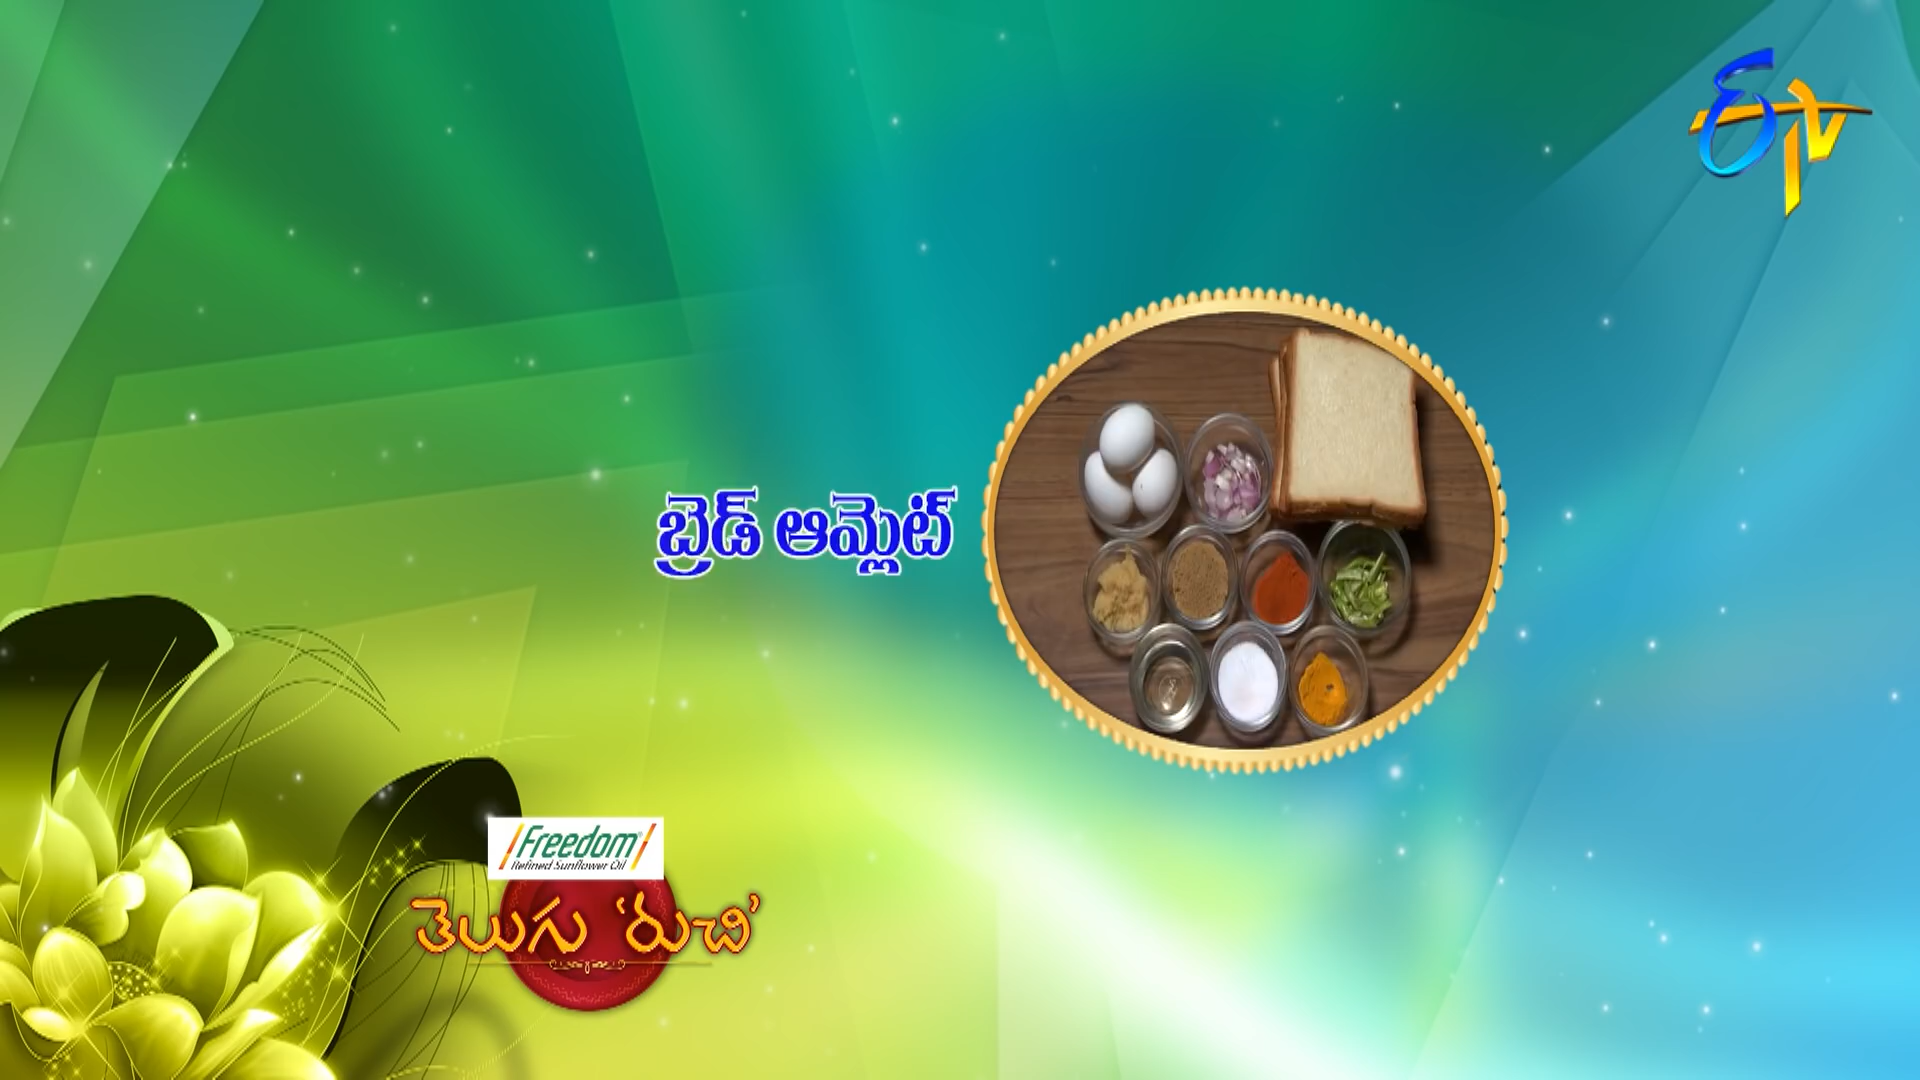 ETV
బ్రెడ్ ఆమ్లెట్
Freedom
Refined Sunflower Oil
తెలుగు 'రుచి'